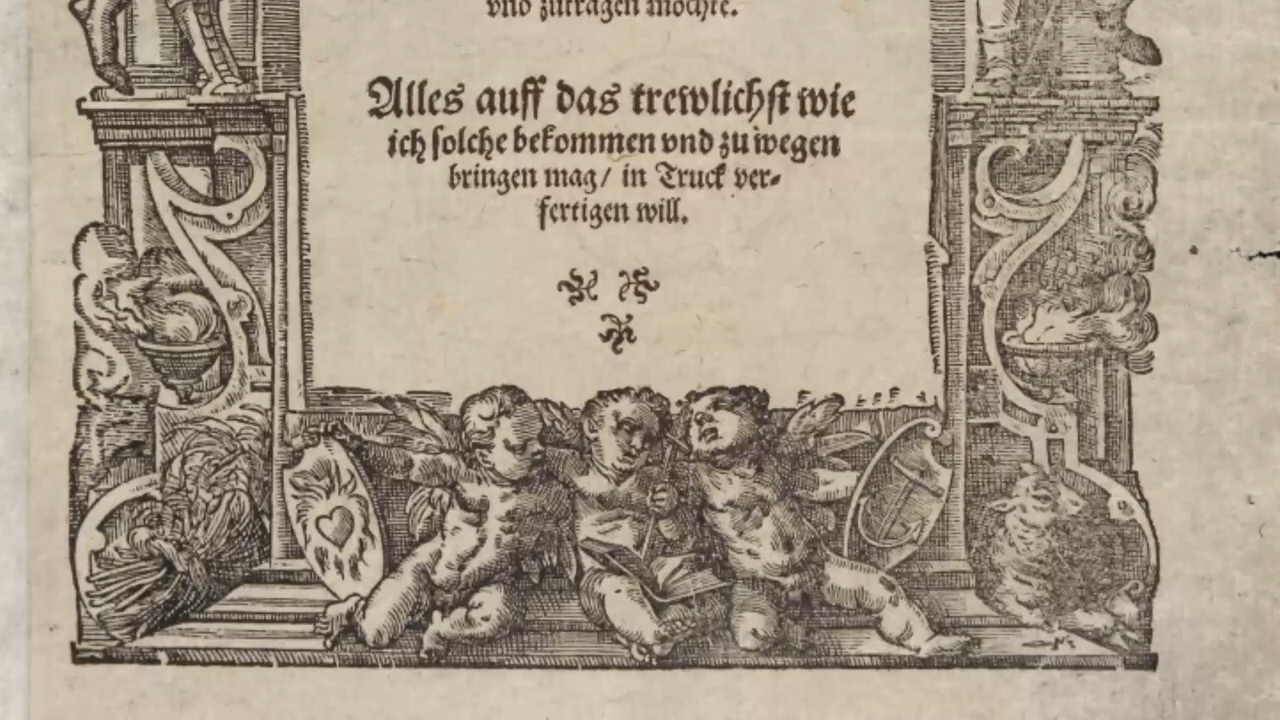 vnd zutragen möchte.
Alles auff das trewlichst wie
ich solche bekommen vnd zu wegen
bringen mag/ in Truck ver-
fertigen will.